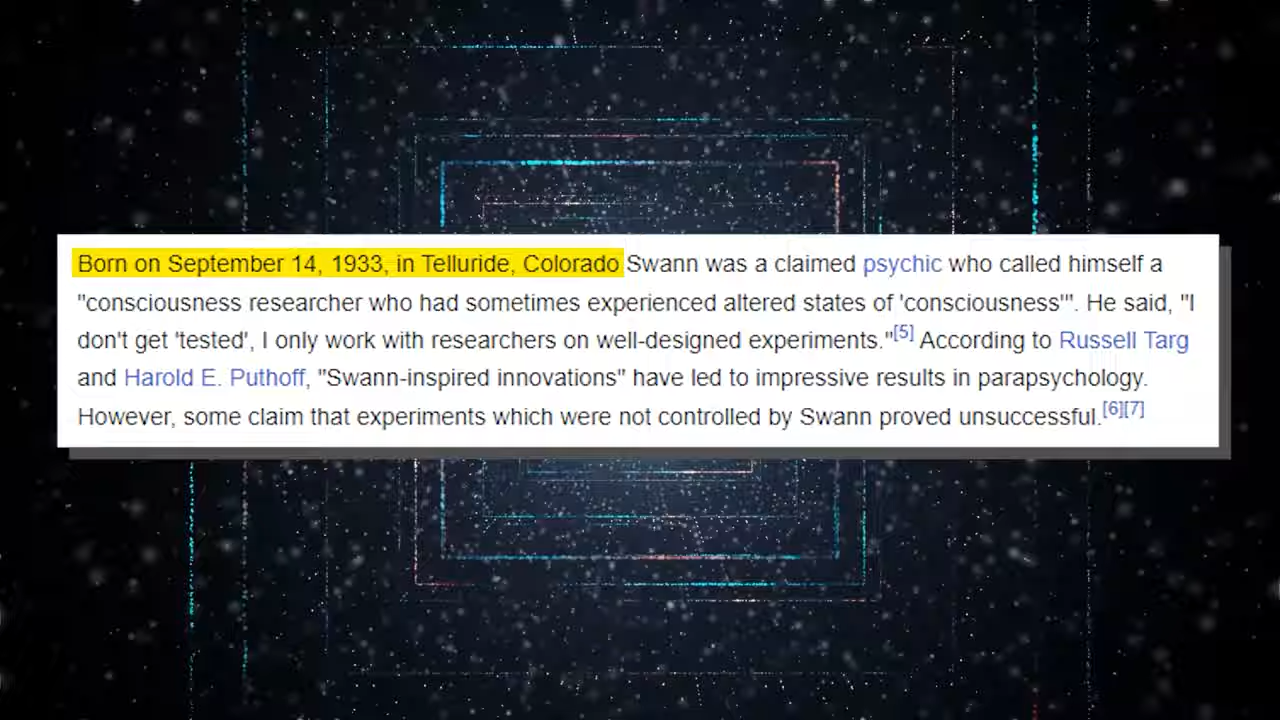 Born on September 14, 1933, in Telluride, Colorado Swann was a claimed psychic who called himself a
"consciousness researcher who had sometimes experienced altered states of 'consciousness'". He said, "I
don't get 'tested', I only work with researchers on well-designed experiments."[5] According to Russell Targ
and Harold E. Puthoff, "Swann-inspired innovations" have led to impressive results in parapsychology.
However, some claim that experiments which were not controlled by Swann proved unsuccessful.[6][7]